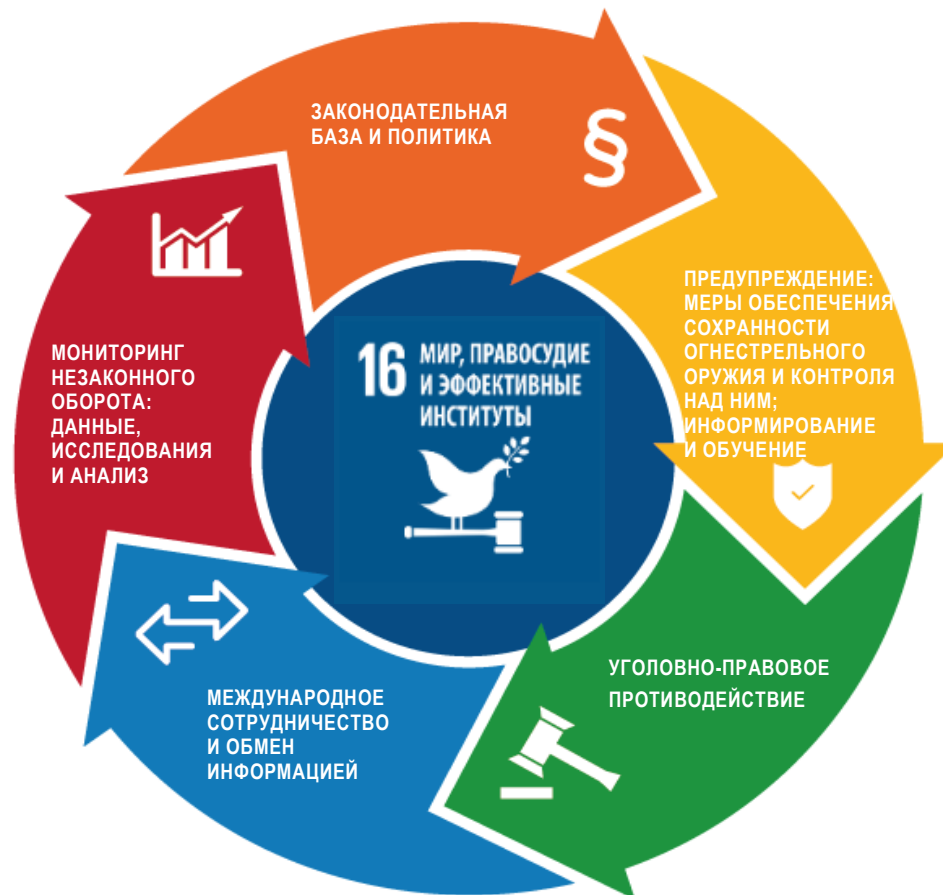 ЗАКОНОДАТЕЛЬНАЯ
БАЗА И ПОЛИТИКА
§
ПРЕДУПРЕЖДЕНИЕ:
МЕРЫ ОБЕСПЕЧЕНИЯ
СОХРАННОСТИ
ОГНЕСТРЕЛЬНОГО
ОРУЖИЯ И КОНТРОЛЯ
НАД НИМ;
ИНФОРМИРОВАНИЕ
И ОБУЧЕНИЕ
УГОЛОВНО-ПРАВОВОЕ
ПРОТИВОДЕЙСТВИЕ
МЕЖДУНАРОДНОЕ
СОТРУДНИЧЕСТВО
И ОБМЕН
ИНФОРМАЦИЕЙ
МОНИТОРИНГ
НЕЗАКОННОГО
ОБОРОТА:
ДАННЫЕ,
ИССЛЕДОВАНИЯ
И АНАЛИЗ
16 МИР, ПРАВОСУДИЕ
И ЭФФЕКТИВНЫЕ
ИНСТИТУТЫ